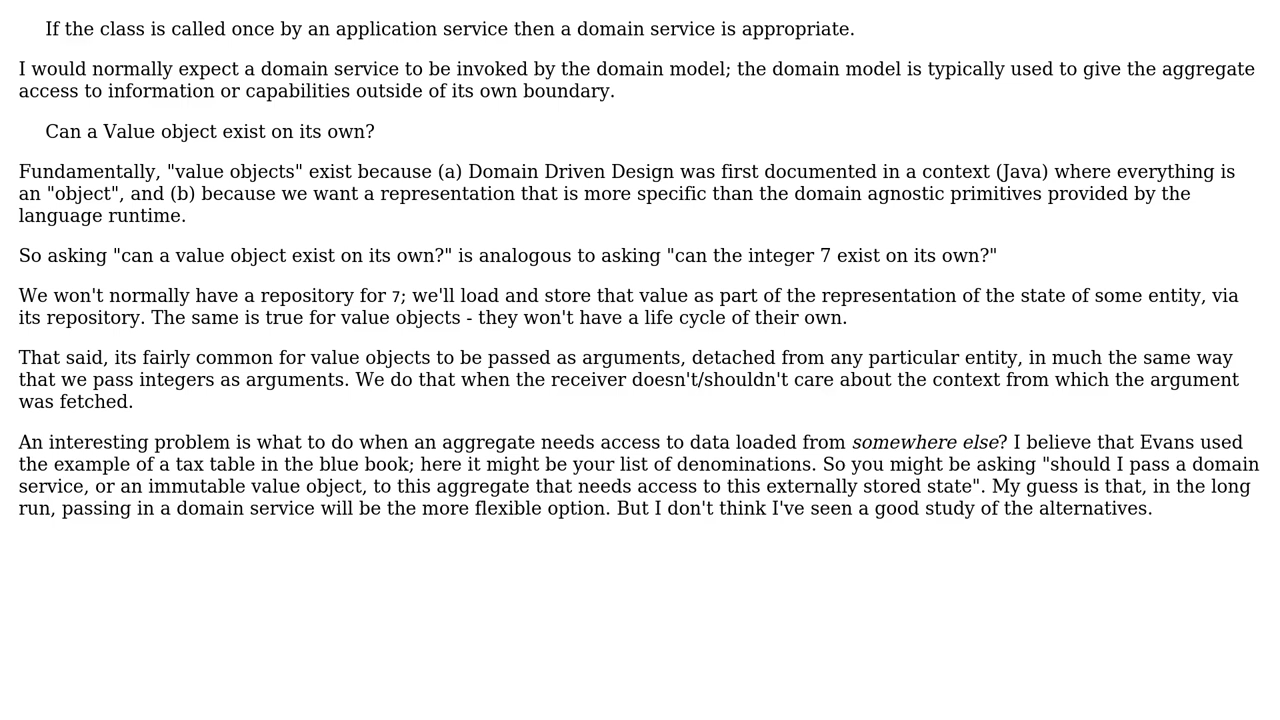 If the class is called once by an application service then a domain service is appropriate.
I would normally expect a domain service to be invoked by the domain model; the domain model is typically used to give the aggregate
access to information or capabilities outside of its own boundary.
Can a Value object exist on its own?
Fundamentally, "value objects" exist because (a) Domain Driven Design was first documented in a context (Java) where everything is
an "object", and (b) because we want a representation that is more specific than the domain agnostic primitives provided by the
language runtime.
So asking "can a value object exist on its own?" is analogous to asking "can the integer 7 exist on its own?"
We won't normally have a repository for 7; we'll load and store that value as part of the representation of the state of some entity, via
its repository. The same is true for value objects - they won't have a life cycle of their own.
That said, its fairly common for value objects to be passed as arguments, detached from any particular entity, in much the same way
that we pass integers as arguments. We do that when the receiver doesn't/shouldn't care about the context from which the argument
was fetched.
An interesting problem is what to do when an aggregate needs access to data loaded from somewhere else? I believe that Evans used
the example of a tax table in the blue book; here it might be your list of denominations. So you might be asking "should I pass a domain
service, or an immutable value object, to this aggregate that needs access to this externally stored state". My guess is that, in the long
run, passing in a domain service will be the more flexible option. But I don't think I've seen a good study of the alternatives.